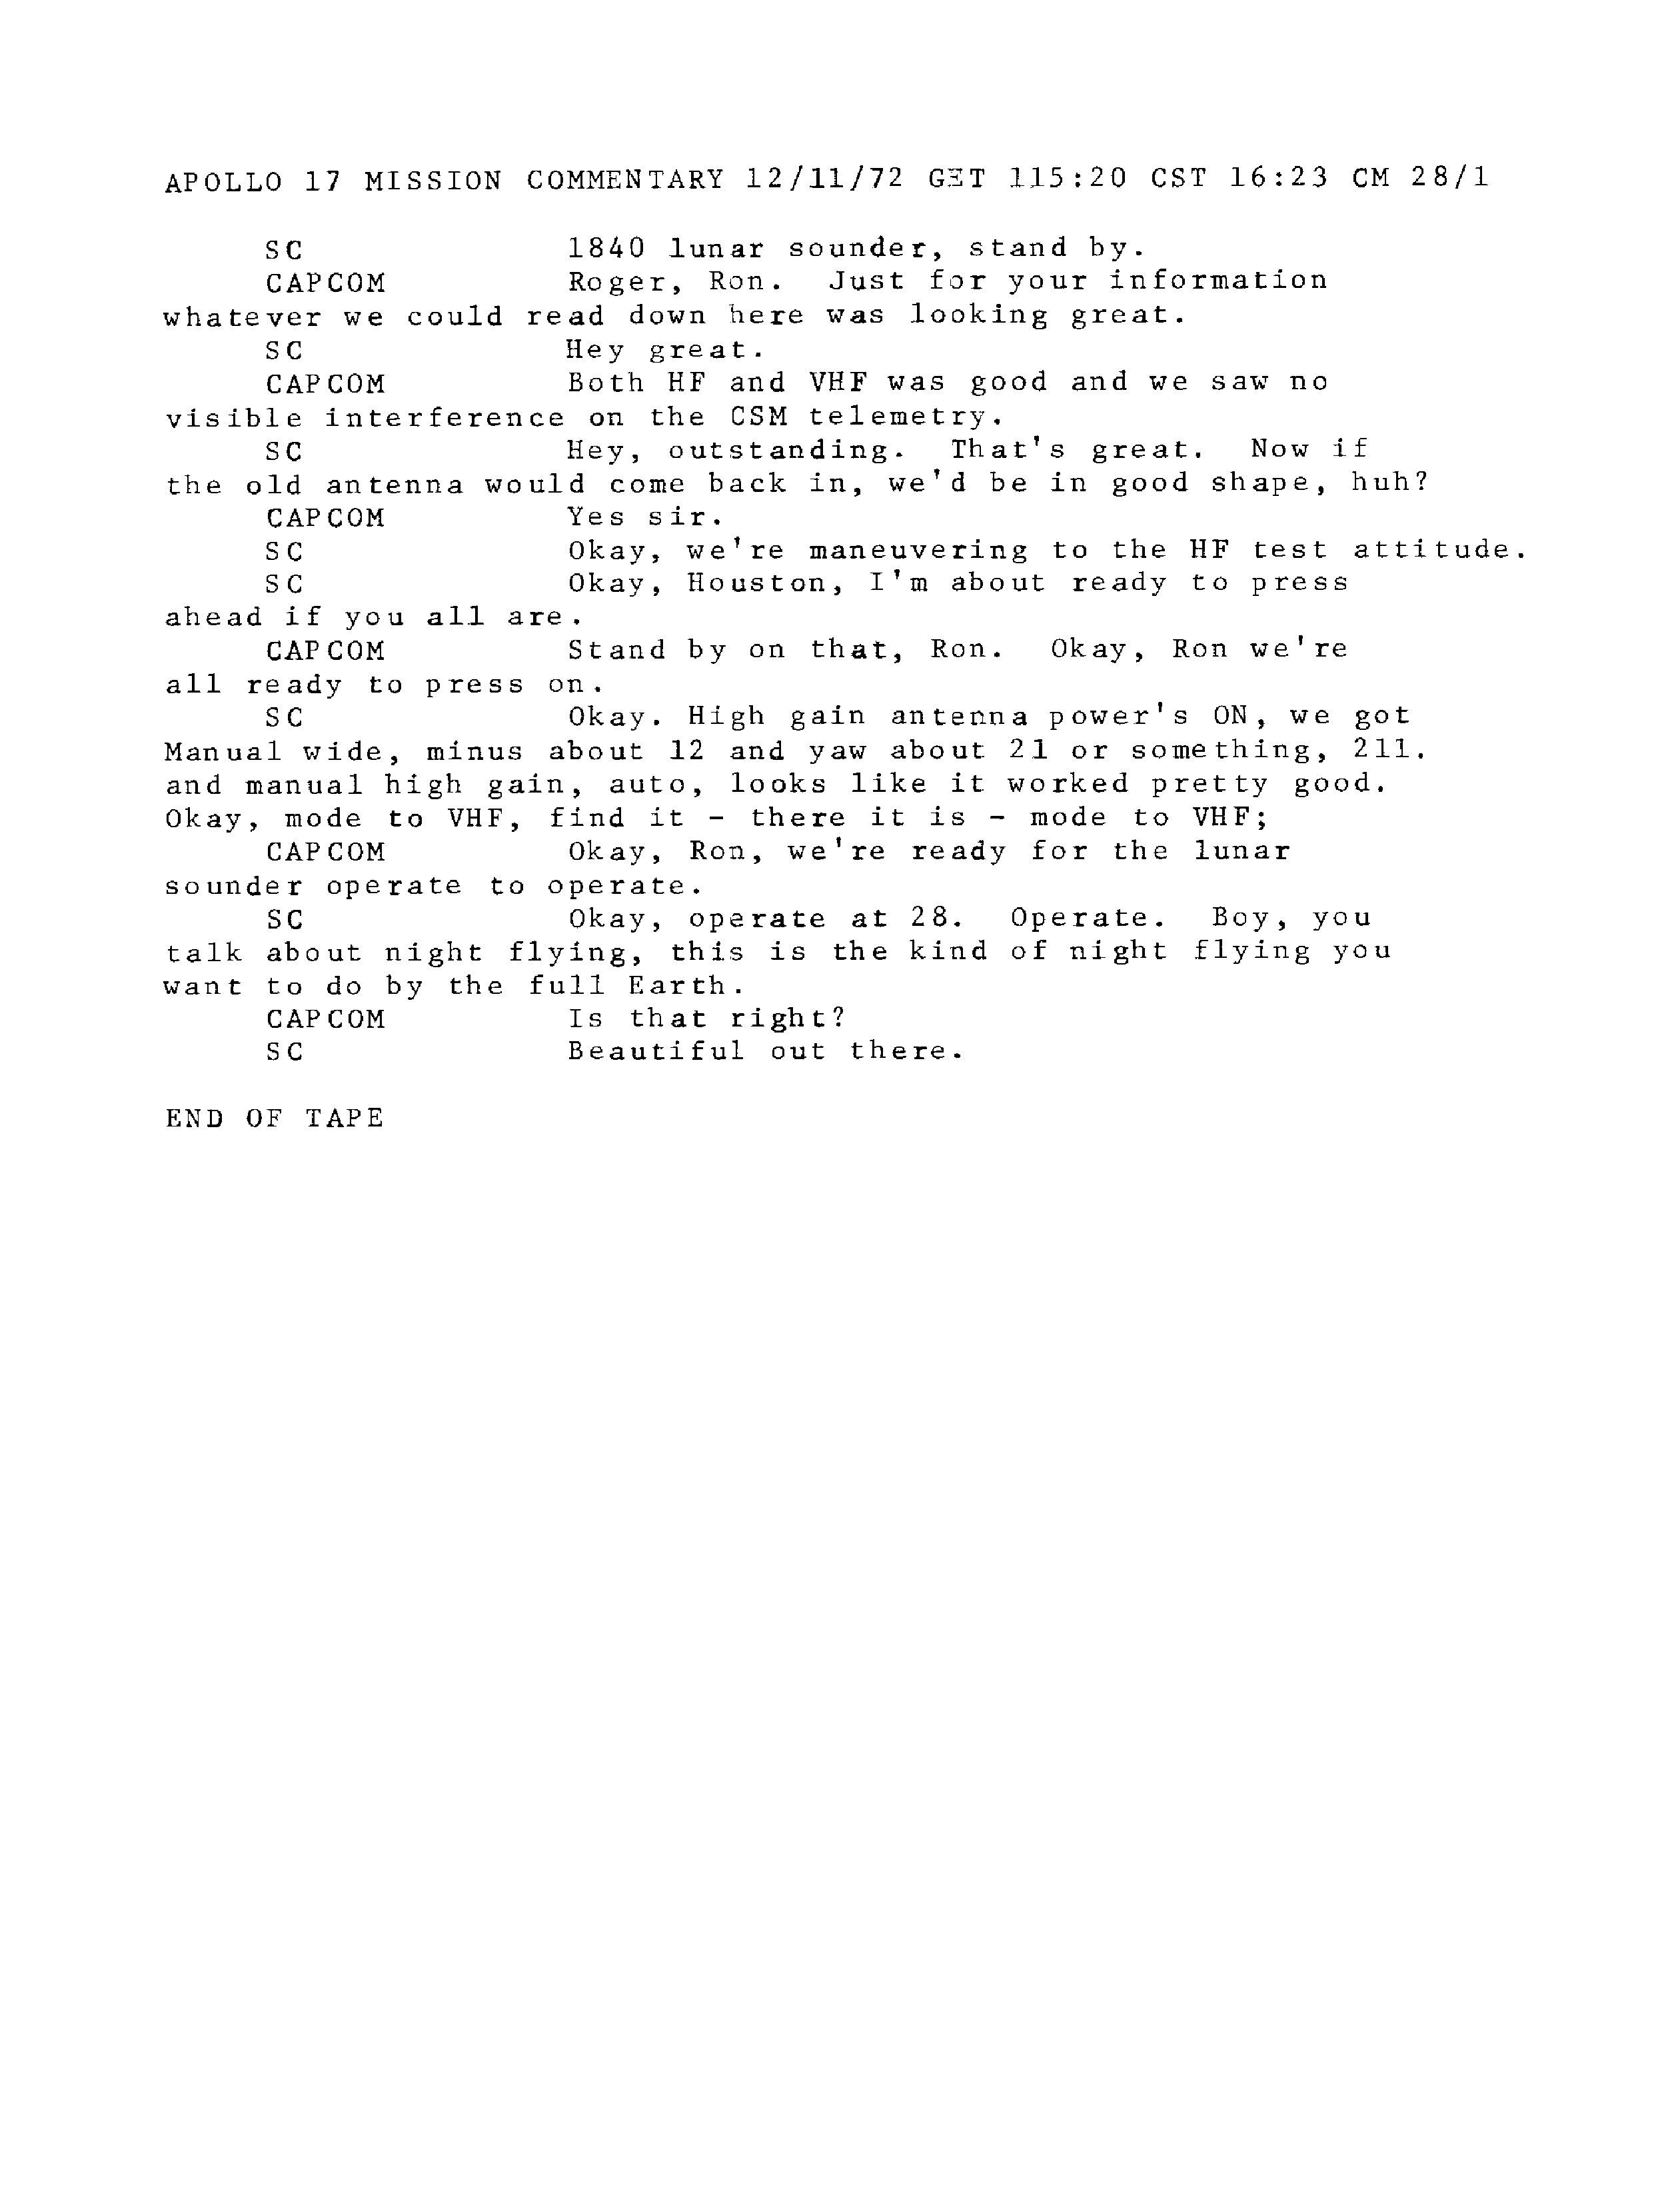 APOLLO 17 MISSION COMMENTARY 12/11/72 GET 115:20 CST 16:23 CM 28/1
SC 1840 lunar sounder, stand by.
CAPCOM Roger, Ron. Just for your information
whatever we could read down here was looking great.
SC Hey great.
CAPCOM Both HF and VHF was good and we saw no
visible interference on the CSM telemetry.
SC Hey, outstanding. That's great. Now if
the old antenna would come back in, we'd be in good shape, huh?
CAPCOM Yes sir.
SC Okay, we're maneuvering to the HF test attitude.
SC Okay, Houston, I'm about ready to press
ahead if you all are.
CAPCOM Stand by on that, Ron. Okay, Ron we're
all ready to press on.
SC Okay. High gain antenna power's ON, we got
Manual wide, minus about 12 and yaw about 21 or something, 211.
and manual high gain, auto, looks like it worked pretty good.
Okay, mode to VHF, find it - there it is - mode to VHF;
CAPCOM Okay, Ron, we're ready for the lunar
sounder operate to operate.
SC Okay, operate at 28. Operate. Boy, you
talk about night flying, this is the kind of night flying you
want to do by the full Earth.
CAPCOM Is that right?
SC Beautiful out there.
END OF TAPE